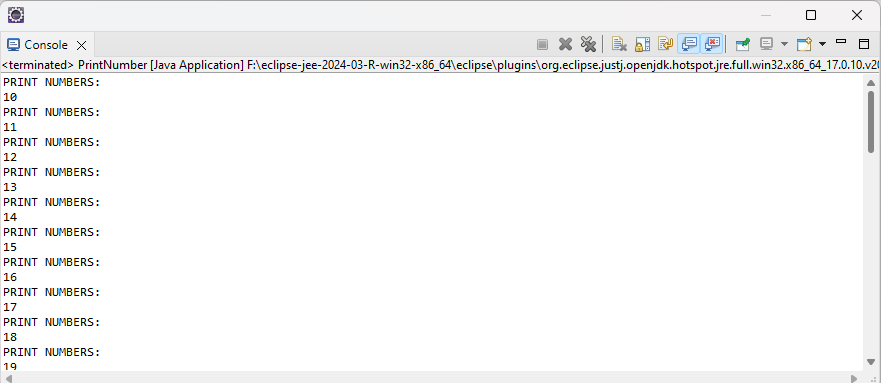 Console
<terminated> PrintNumber [Java Application] F:\eclipse-jee-2024-03-R-win32-x86_64\eclipse\plugins\org.eclipse.justj.openjdk.hotspot.jre.full.win32.x86_64_17.0.10.v20
PRINT NUMBERS:
10
PRINT NUMBERS:
11
PRINT NUMBERS:
12
PRINT NUMBERS:
13
PRINT NUMBERS:
14
PRINT NUMBERS:
15
PRINT NUMBERS:
16
PRINT NUMBERS:
17
PRINT NUMBERS:
18
PRINT NUMBERS:
19